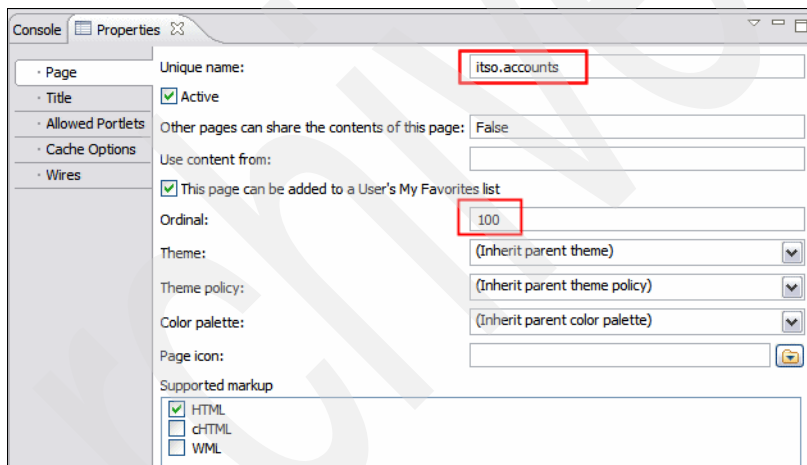 Console Properties
Page
Title
Allowed Portlets
Cache Options
Wires
Unique name: itso.accounts
Active
Other pages can share the contents of this page: False
Use content from:
This page can be added to a User's My Favorites list
Ordinal: 100
Theme: (Inherit parent theme)
Theme policy: (Inherit parent theme policy)
Color palette: (Inherit parent color palette)
Page icon:
Supported markup
HTML
cHTML
WML